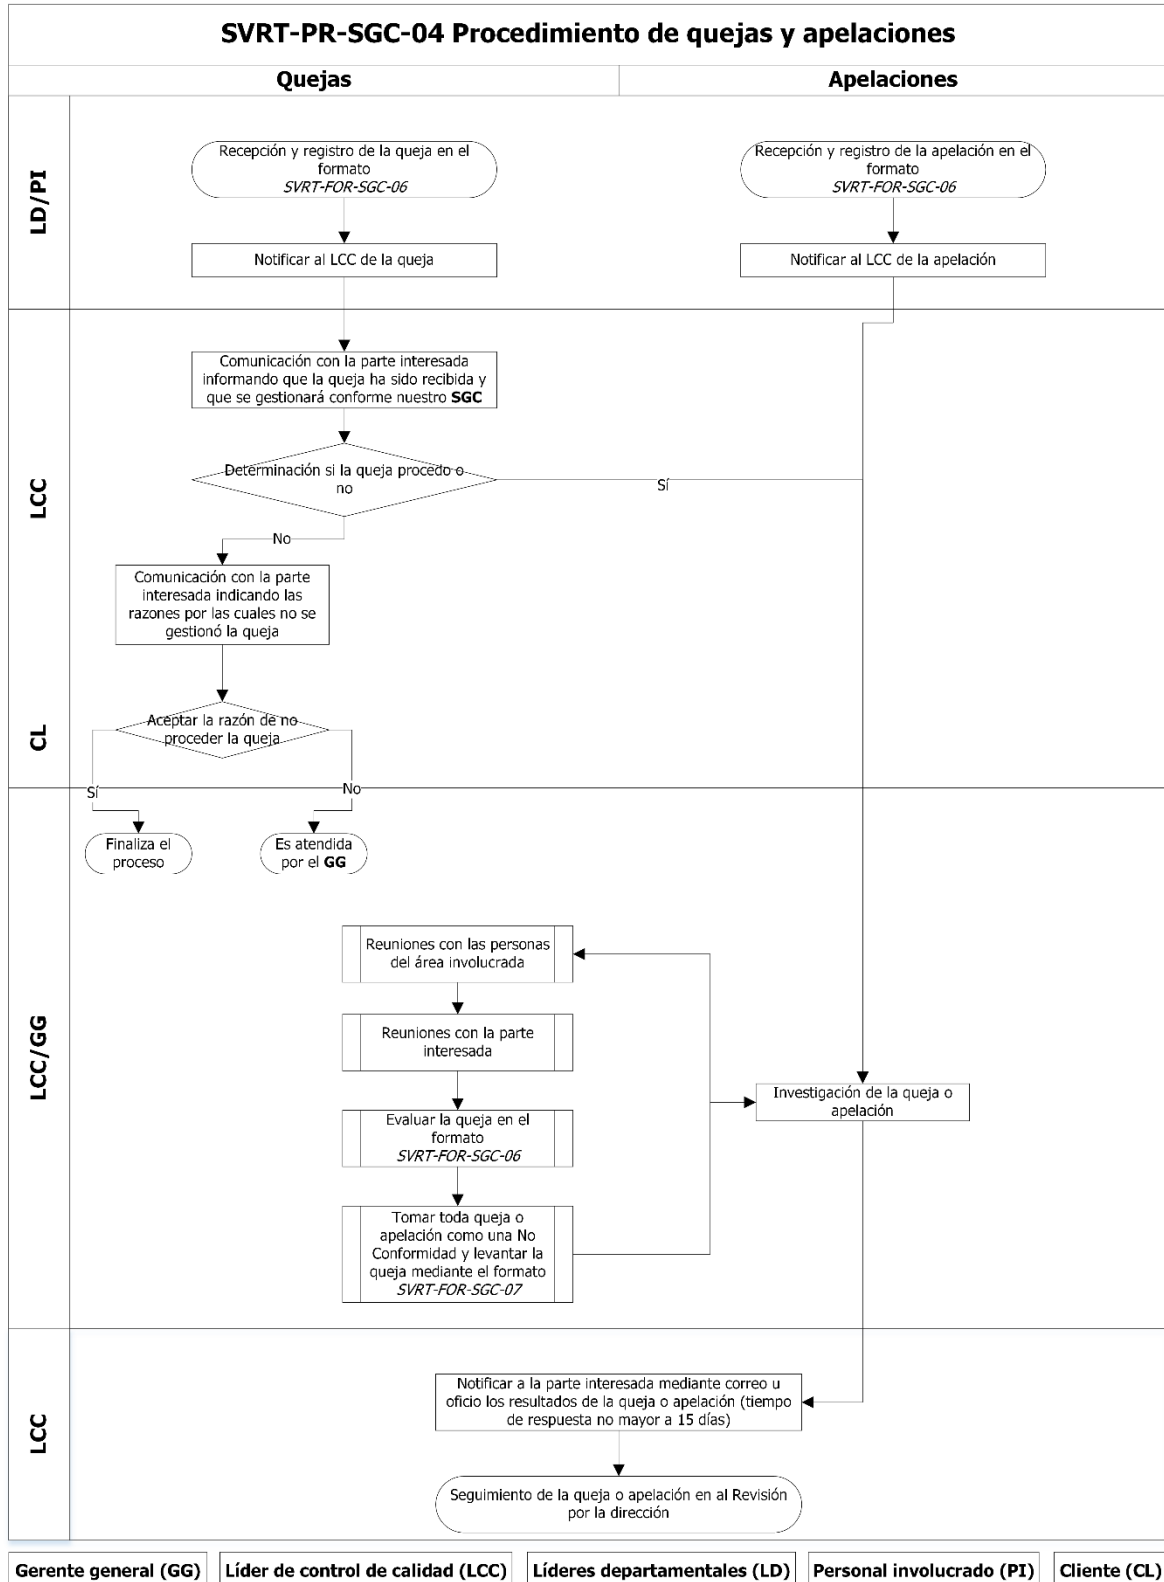 SVRT-PR-SGC-04 Procedimiento de quejas y apelaciones
Quejas
Apelaciones
LD/PI
Recepción y registro de la queja en el
formato
SVRT-FOR-SGC-06
Recepción y registro de la apelación en el
formato
SVRT-FOR-SGC-06
Notificar al LCC de la queja
Notificar al LCC de la apelación
LCC
Comunicación con la parte interesada
informando que la queja ha sido recibida y
que se gestionará conforme nuestro SGC
Determinación si la queja procedo o
no
Sí
No
Comunicación con la parte
interesada indicando las
razones por las cuales no se
gestionó la queja
CL
Aceptar la razón de no
proceder la queja
Sí
No
Finaliza el
proceso
Es atendida
por el GG
LCC/GG
Reuniones con las personas
del área involucrada
Reuniones con la parte
interesada
Investigación de la queja o
apelación
Evaluar la queja en el
formato
SVRT-FOR-SGC-06
Tomar toda queja o
apelación como una No
Conformidad y levantar la
queja mediante el formato
SVRT-FOR-SGC-07
LCC
Notificar a la parte interesada mediante correo u
oficio los resultados de la queja o apelación (tiempo
de respuesta no mayor a 15 días)
Seguimiento de la queja o apelación en al Revisión
por la dirección
Gerente general (GG)
Líder de control de calidad (LCC)
Líderes departamentales (LD)
Personal involucrado (PI)
Cliente (CL)